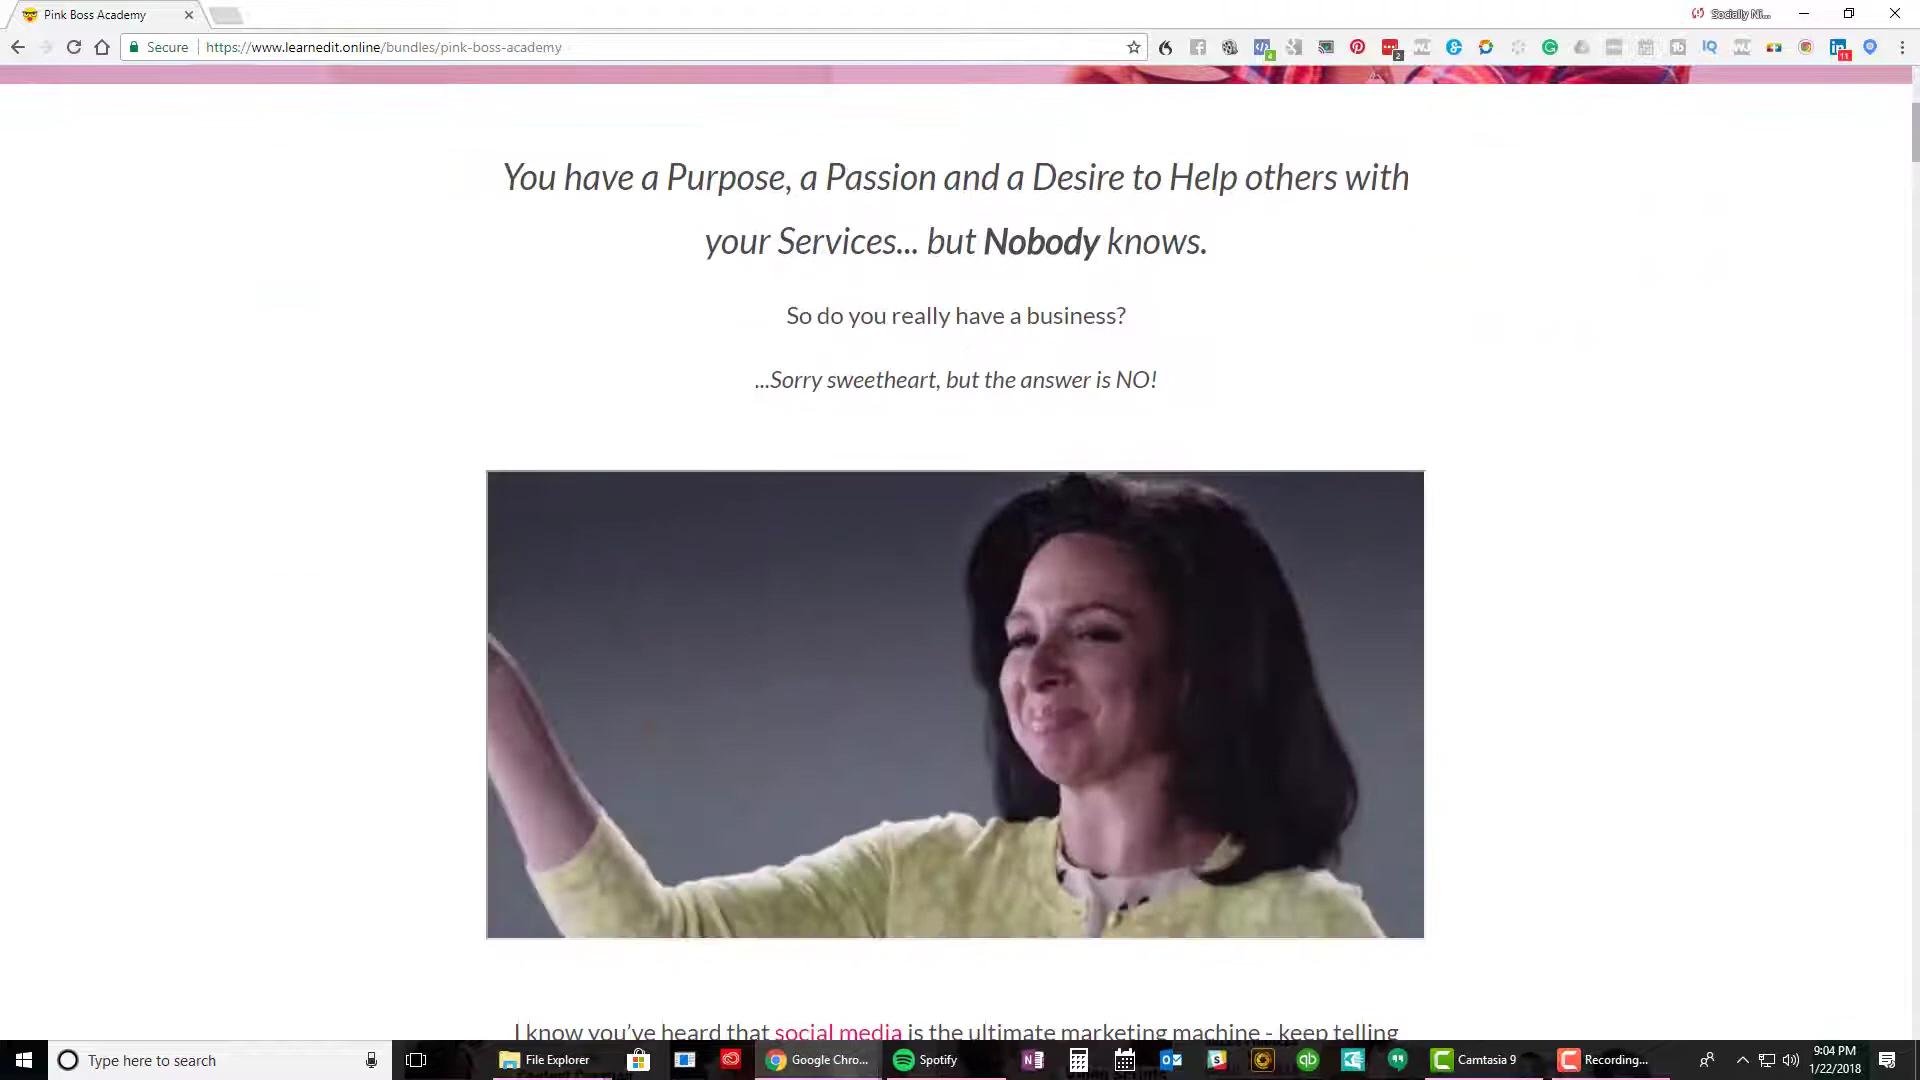 Pink Boss Academy
Socially Ni...
Secure
https://www.learnedit.online/bundles/pink-boss-academy
You have a Purpose, a Passion and a Desire to Help others with
your Services... but Nobody knows.
So do you really have a business?
...Sorry sweetheart, but the answer is NO!
I know you've heard that social media is the ultimate marketing machine - keep telling
Type here to search
File Explorer
Google Chro...
Spotify
Camtasia 9
Recording...
9:04 PM
1/22/2018